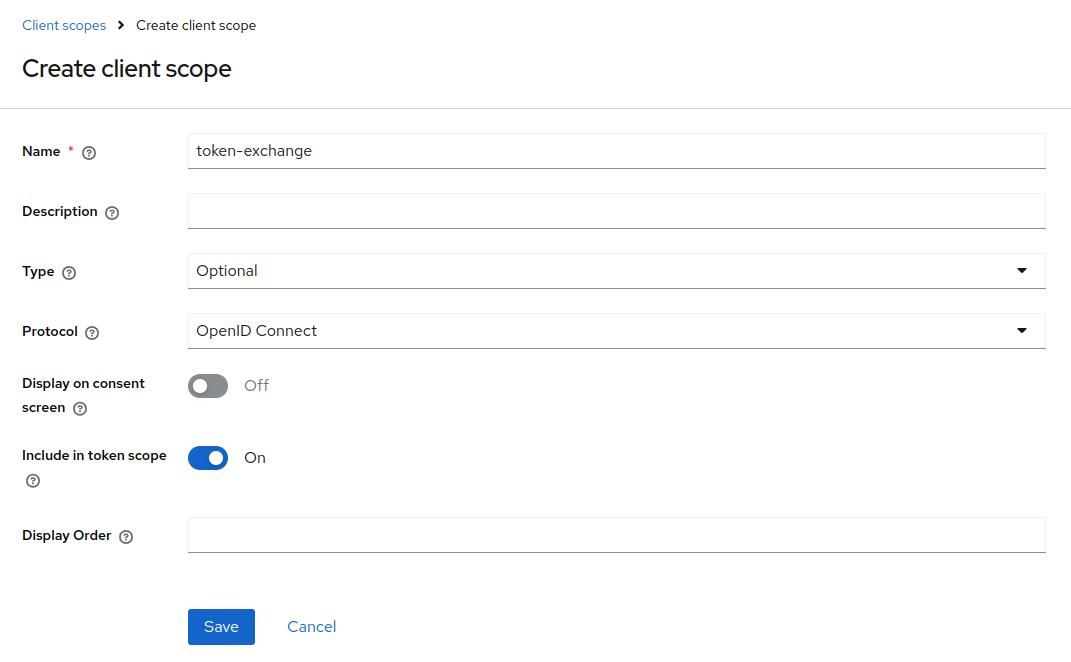 Client scopes > Create client scope
Create client scope
Name *
token-exchange
Description
Type
Optional
Protocol
OpenID Connect
Display on consent
screen
Off
Include in token scope
On
Display Order
Save Cancel